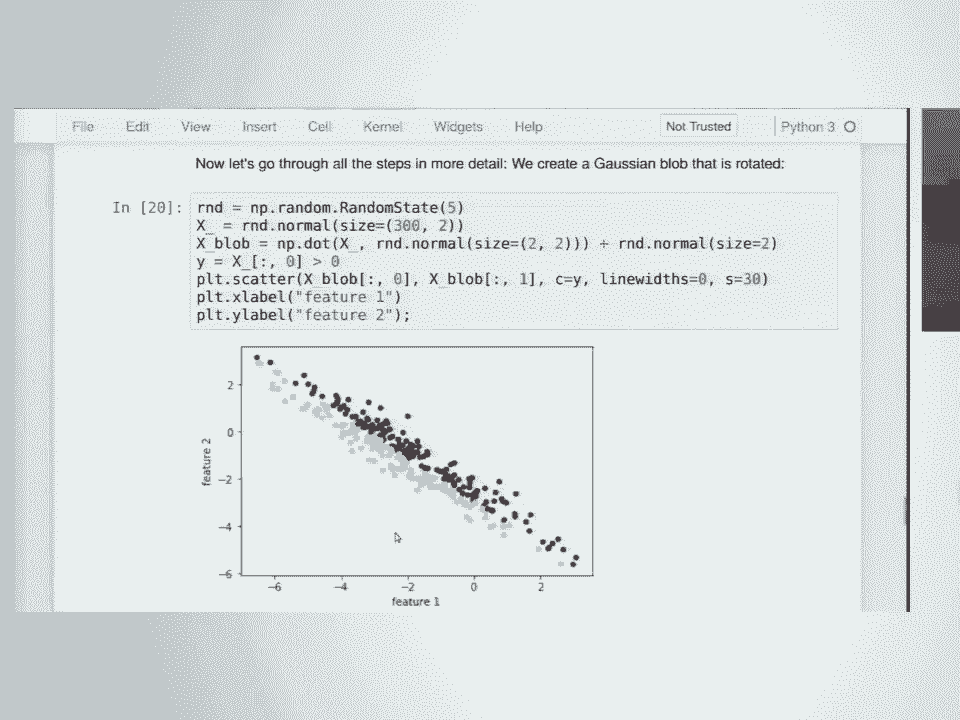 File Edit View Insert Cell Kernel Widgets Help Not Trusted Python 3
Now let's go through all the steps in more detail: We create a Gaussian blob that is rotated:
In [20]: rnd = np.random.RandomState(5)
X_ = rnd.normal(size=(300, 2))
X_blob = np.dot(X_, rnd.normal(size=(2, 2))) + rnd.normal(size=2)
y = X_[:, 0] > 0
plt.scatter(X_blob[:, 0], X_blob[:, 1], c=y, linewidths=0, s=30)
plt.xlabel("feature 1")
plt.ylabel("feature 2");
2
0
−2
−4
−6
feature 2
−6 −4 −2 0 2
feature 1